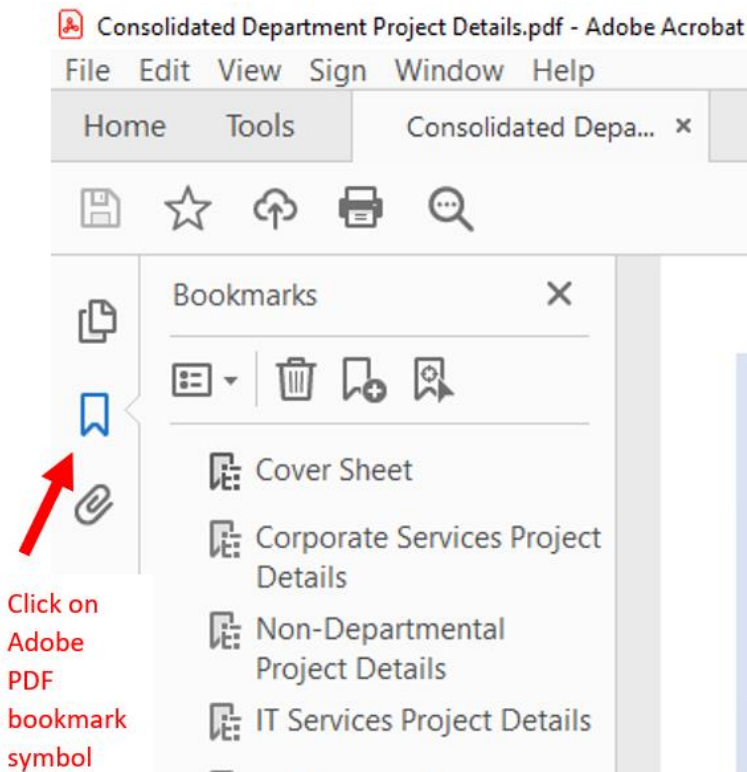 Consolidated Department Project Details.pdf - Adobe Acrobat
File Edit View Sign Window Help
Home Tools Consolidated Depa... ×
Bookmarks
Cover Sheet
Corporate Services Project
Details
Non-Departmental
Project Details
IT Services Project Details
Click on
Adobe
PDF
bookmark
symbol